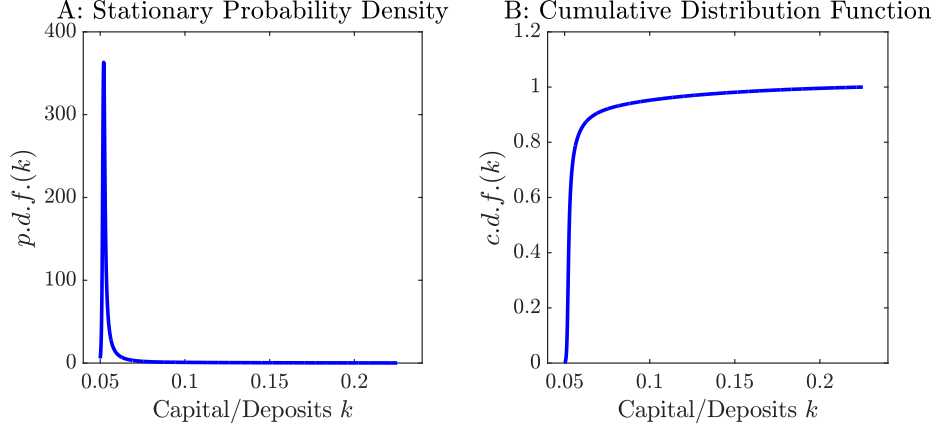 A: Stationary Probability Density
400
300
200
100
0
p.d.f.(k)
0.05 0.1 0.15 0.2
Capital/Deposits k
B: Cumulative Distribution Function
1.2
1
0.8
0.6
0.4
0.2
0
c.d.f.(k)
0.05 0.1 0.15 0.2
Capital/Deposits k